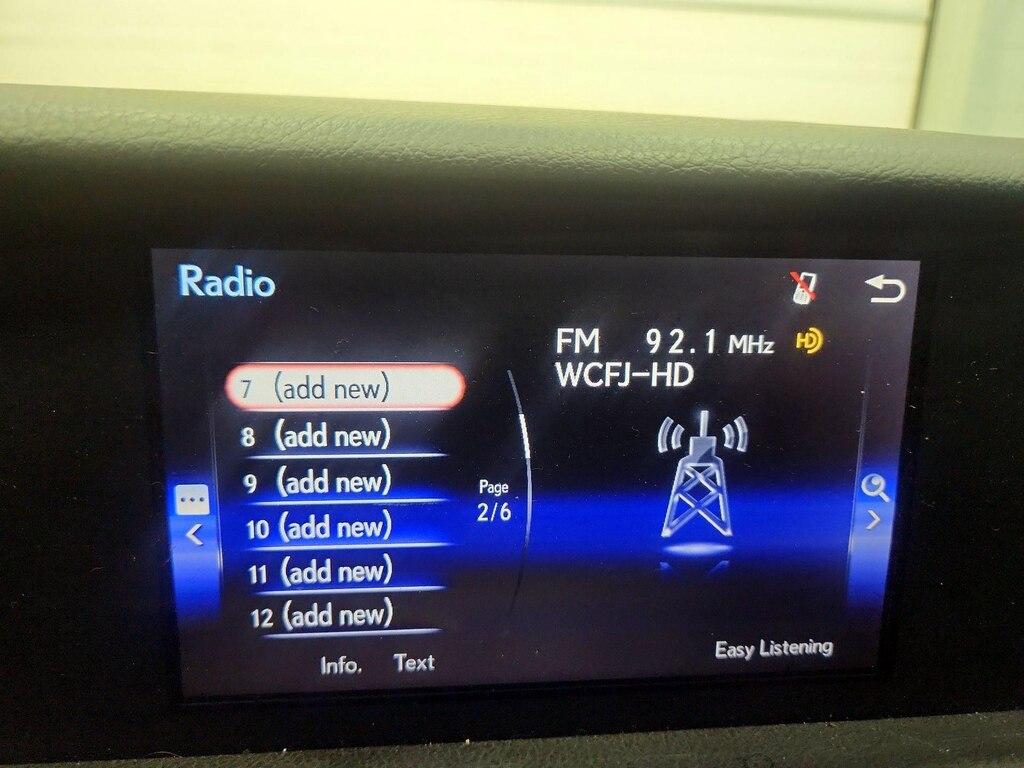 Radio
FM 92.1 MHz HD
WCFJ-HD
7 (add new)
8 (add new)
9 (add new)
10 (add new)
11 (add new)
12 (add new)
Page
2/6
Info. Text
Easy Listening